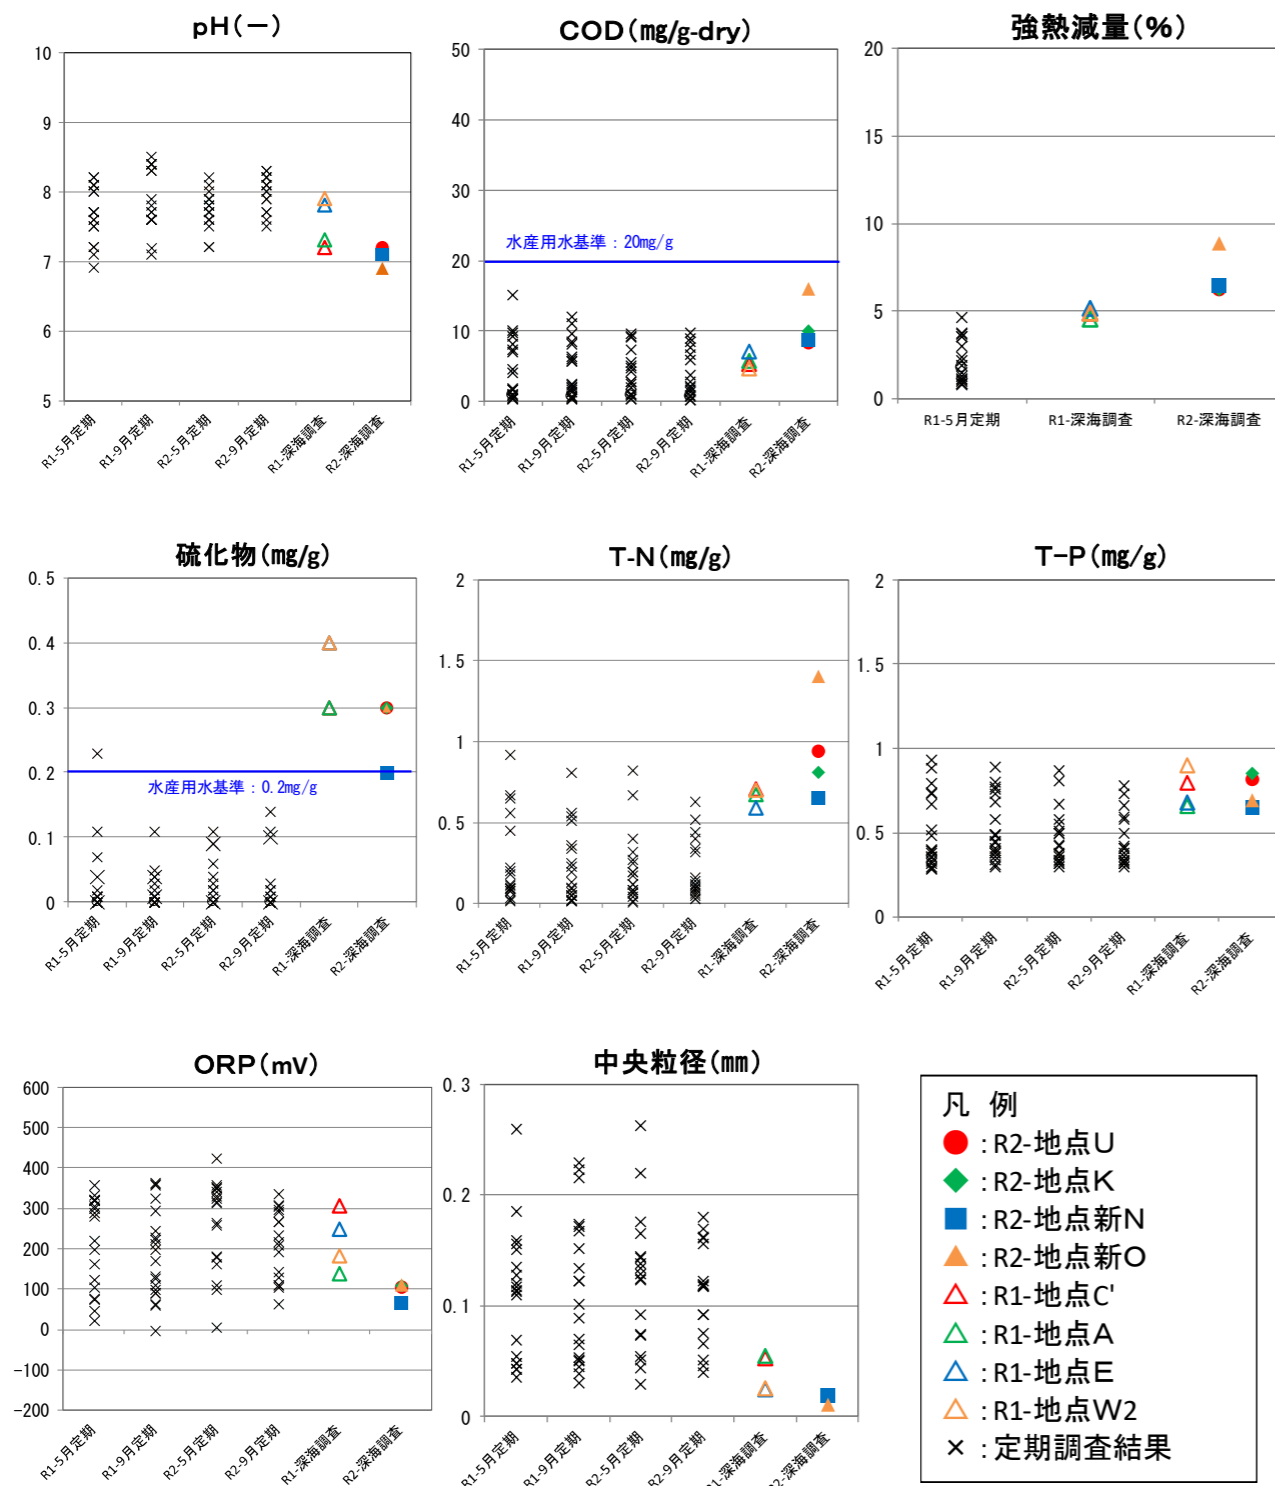 pH(－)
10
9
8
7
6
5
R1-5月定期
R1-9月定期
R2-5月定期
R2-9月定期
R1-深海調査
R2-深海調査
COD(㎎/g-dry)
50
40
30
20
10
0
水産用水基準：20mg/g
R1-5月定期
R1-9月定期
R2-5月定期
R2-9月定期
R1-深海調査
R2-深海調査
強熱減量(%)
20
15
10
5
0
R1-5月定期
R1-深海調査
R2-深海調査
硫化物(㎎/g)
0.5
0.4
0.3
0.2
0.1
0
水産用水基準：0.2mg/g
R1-5月定期
R1-9月定期
R2-5月定期
R2-9月定期
R1-深海調査
R2-深海調査
T-N(㎎/g)
2
1.5
1
0.5
0
R1-5月定期
R1-9月定期
R2-5月定期
R2-9月定期
R1-深海調査
R2-深海調査
T-P(㎎/g)
2
1.5
1
0.5
0
R1-5月定期
R1-9月定期
R2-5月定期
R2-9月定期
R1-深海調査
R2-深海調査
ORP(mV)
600
500
400
300
200
100
0
-100
-200
R1-5月定期
R1-9月定期
R2-5月定期
R2-9月定期
R1-深海調査
R2-深海調査
中央粒径(㎜)
0.3
0.2
0.1
0
R1-5月定期
R1-9月定期
R2-5月定期
R2-9月定期
R1-深海調査
R2-深海調査
凡 例
：R2-地点U
：R2-地点K
：R2-地点新N
：R2-地点新O
：R1-地点C'
：R1-地点A
：R1-地点E
：R1-地点W2
×：定期調査結果